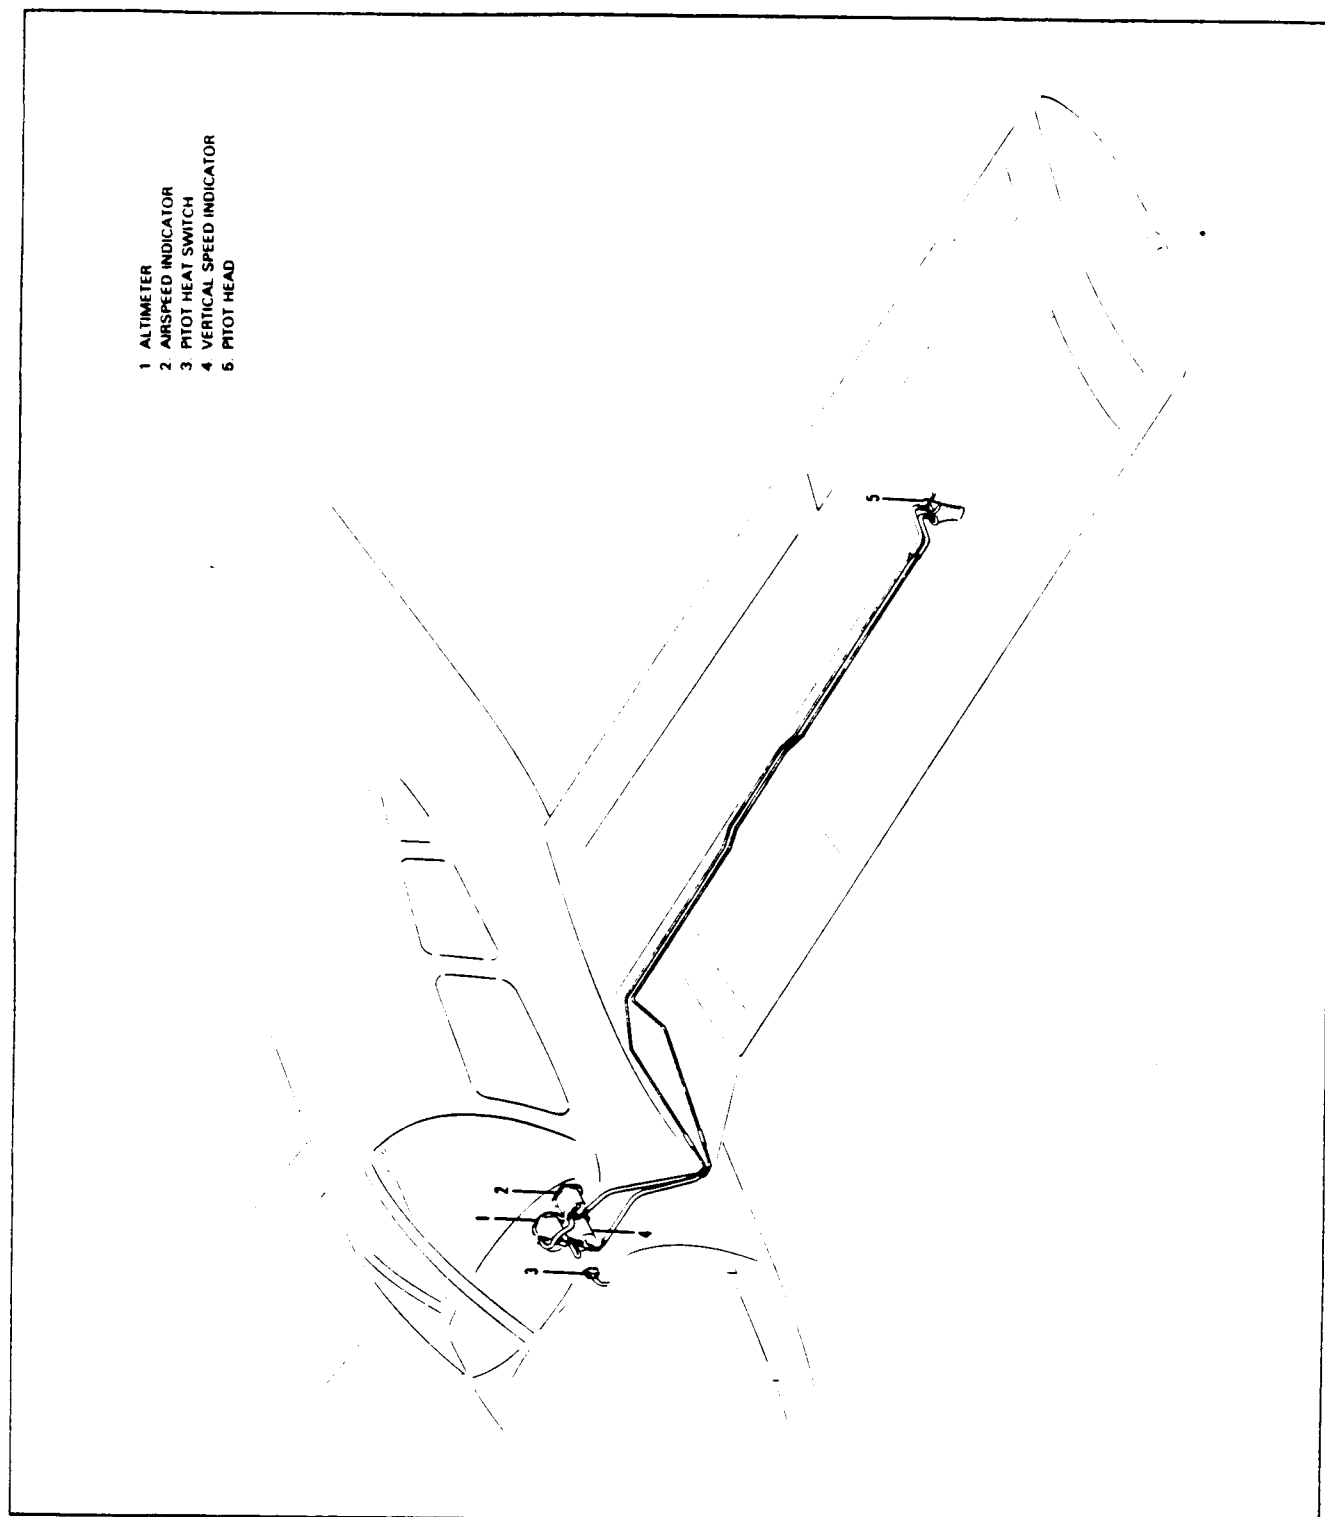 1 ALTIMETER
2. AIRSPEED INDICATOR
3. PITOT HEAT SWITCH
4. VERTICAL SPEED INDICATOR
5. PITOT HEAD
5
2
1
4
3